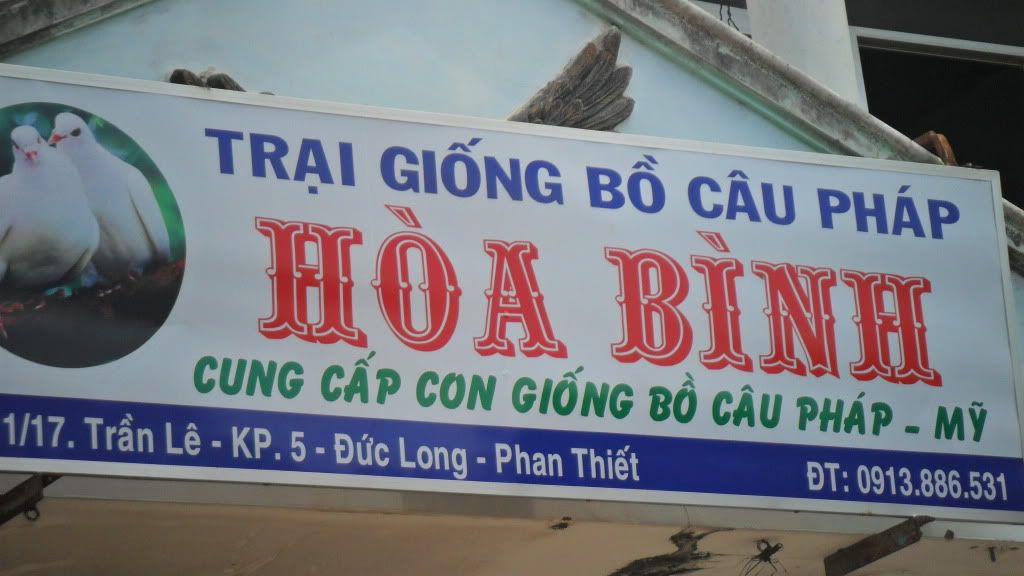 TRẠI GIỐNG BỒ CÂU PHÁP
HÒA BÌNH
CUNG CẤP CON GIỐNG BỒ CÂU PHÁP - MỸ
1/17. Trần Lê - KP. 5 - Đức Long - Phan Thiết ĐT: 0913.886.531